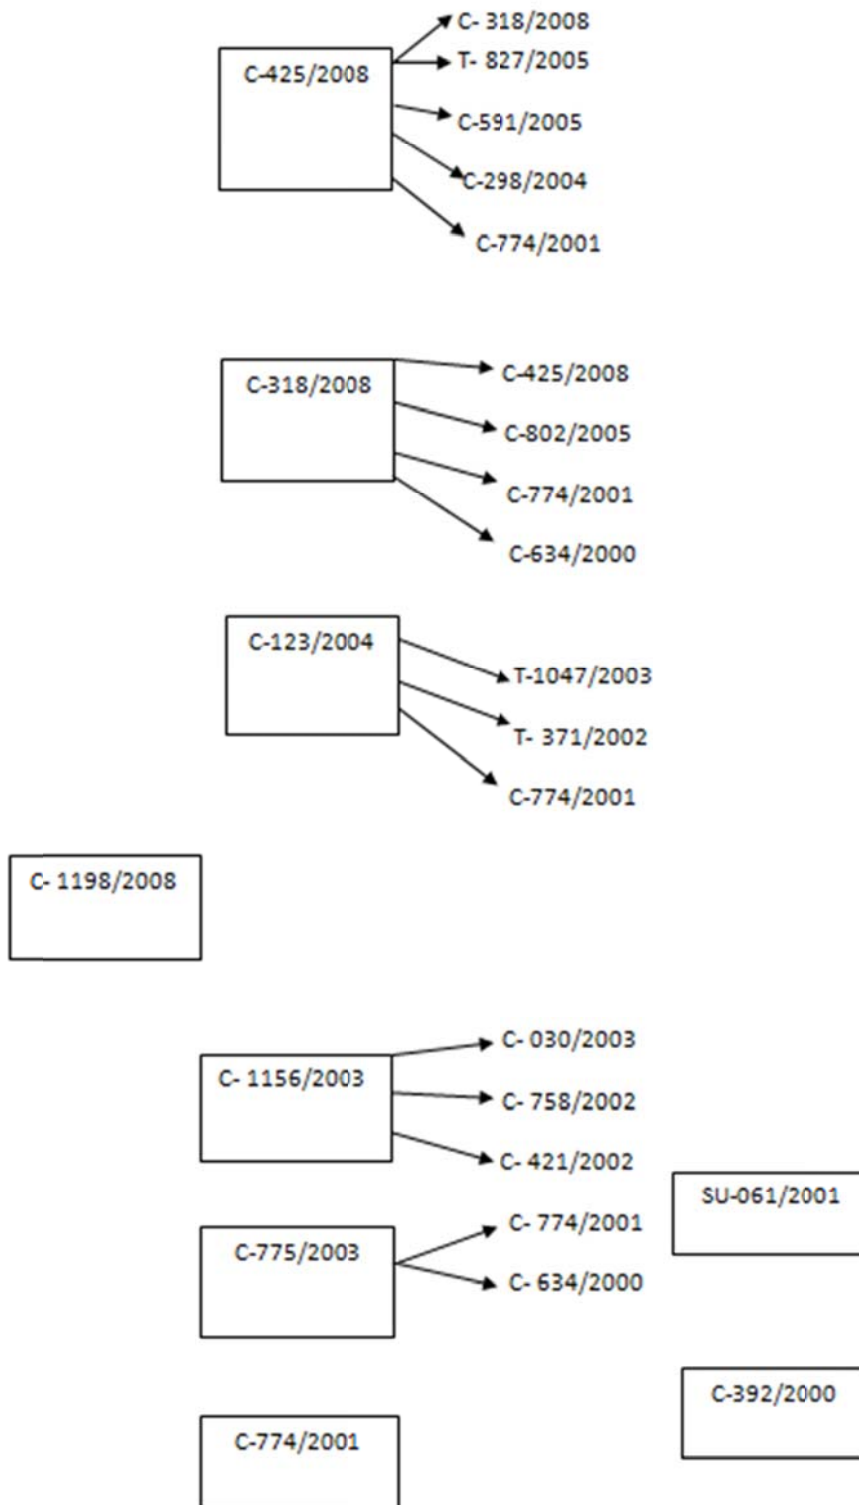 C- 318/2008
C-425/2008
T- 827/2005
C-591/2005
C-298/2004
C-774/2001
C-318/2008
C-425/2008
C-802/2005
C-774/2001
C-634/2000
C-123/2004
T-1047/2003
T- 371/2002
C-774/2001
C- 1198/2008
C- 1156/2003
C- 030/2003
C- 758/2002
C- 421/2002
SU-061/2001
C-775/2003
C- 774/2001
C- 634/2000
C-392/2000
C-774/2001